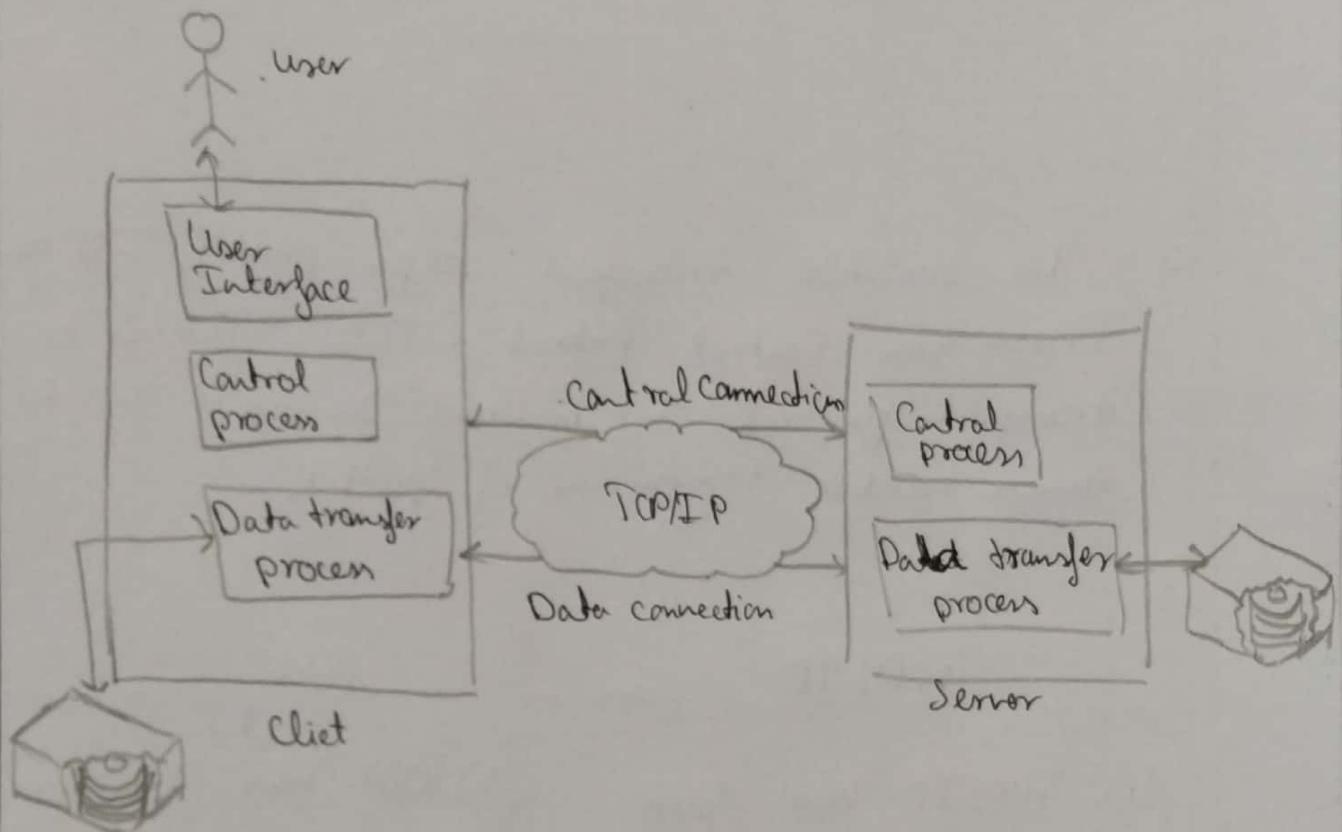 User
User
Interface
Control
process
Data transfer
process
Cliet
Control Connection
TCP/IP
Data connection
Control
process
Data transfer
process
Server